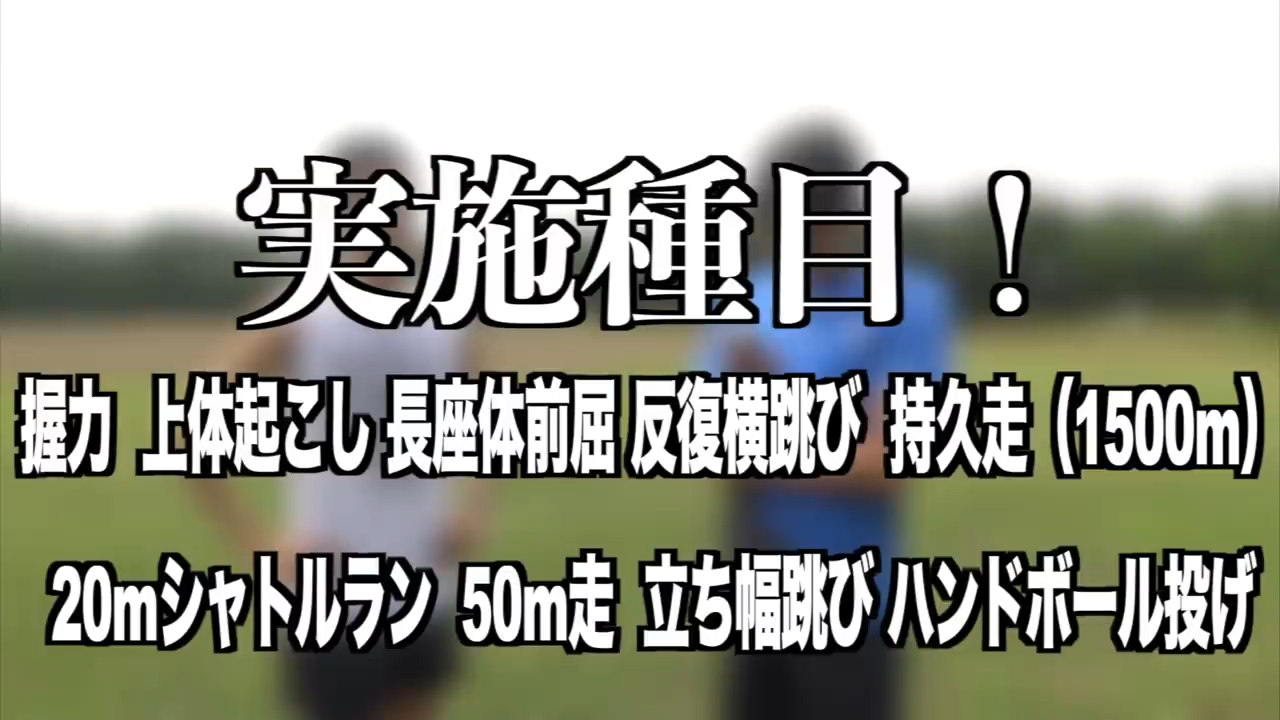 実施種目！
握力 上体起こし 長座体前屈 反復横跳び 持久走（1500m）
20mシャトルラン 50m走 立ち幅跳び ハンドボール投げ